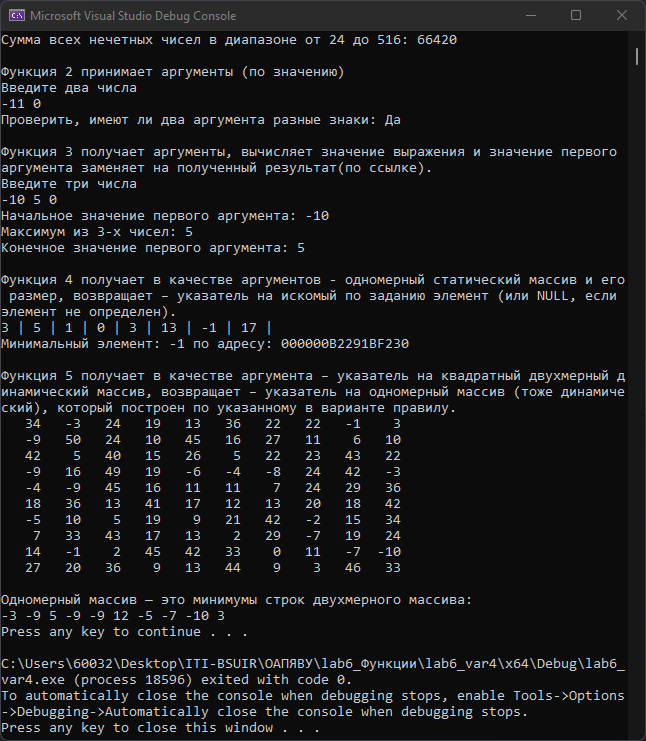 Microsoft Visual Studio Debug Console
Сумма всех нечетных чисел в диапазоне от 24 до 516: 66420
Функция 2 принимает аргументы (по значению)
Введите два числа
-11 0
Проверить, имеют ли два аргумента разные знаки: Да
Функция 3 получает аргументы, вычисляет значение выражения и значение первого
аргумента заменяет на полученный результат(по ссылке).
Введите три числа
-10 5 0
Начальное значение первого аргумента: -10
Максимум из 3-х чисел: 5
Конечное значение первого аргумента: 5
Функция 4 получает в качестве аргументов - одномерный статический массив и его
размер, возвращает – указатель на искомый по заданию элемент (или NULL, если
элемент не определен).
3 | 5 | 1 | 0 | 3 | 13 | -1 | 17 |
Минимальный элемент: -1 по адресу: 000000B2291BF230
Функция 5 получает в качестве аргумента – указатель на квадратный двухмерный д
инамический массив, возвращает – указатель на одномерный массив (тоже динамиче
ский), который построен по указанному в варианте правилу.
34 -3 24 19 13 36 22 22 -1 3
-9 50 24 10 45 16 27 11 6 10
42 5 40 15 26 5 22 23 43 22
-9 16 49 19 -6 -4 -8 24 42 -3
-4 -9 45 16 11 11 7 24 29 36
18 36 13 41 17 12 13 20 18 42
-5 10 5 19 9 21 42 -2 15 34
7 33 43 17 13 2 29 -7 19 24
14 -1 2 45 42 33 0 11 -7 -10
27 20 36 9 13 44 9 3 46 33
Одномерный массив — это минимумы строк двухмерного массива:
-3 -9 5 -9 -9 12 -5 -7 -10 3
Press any key to continue . . .
C:\Users\60032\Desktop\ITI-BSUIR\ОАПЯВУ\lab6_Функции\lab6_var4\x64\Debug\lab6_
var4.exe (process 18596) exited with code 0.
To automatically close the console when debugging stops, enable Tools->Options
->Debugging->Automatically close the console when debugging stops.
Press any key to close this window . . .